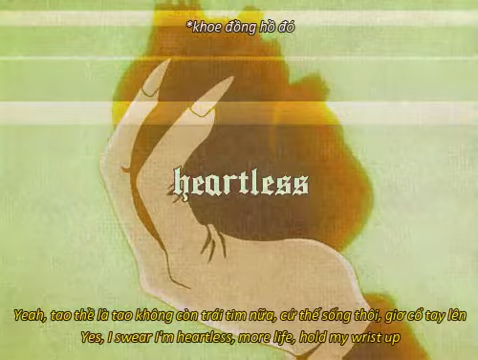 *khoe đồng hồ đó
heartless
Yeah, tao thề là tao không còn trái tim nữa, cứ thế sống thôi, giơ cổ tay lên
Yes, I swear I'm heartless, more life, hold my wrist up